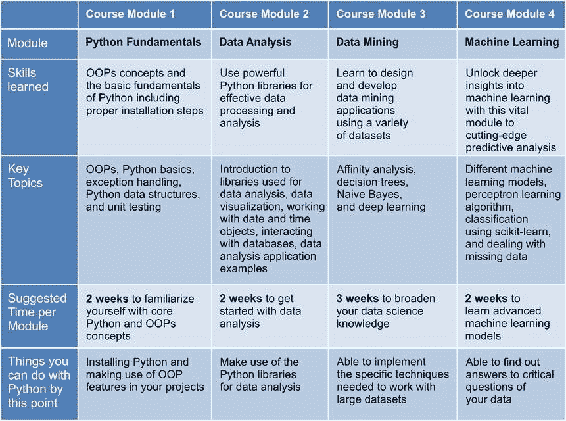 Course Module 1 Course Module 2 Course Module 3 Course Module 4
Module Python Fundamentals Data Analysis Data Mining Machine Learning
Skills
learned
OOPs concepts and
the basic fundamentals
of Python including
proper installation steps
Use powerful
Python libraries for
effective data
processing and
analysis
Learn to design
and develop
data mining
applications
using a variety
of datasets
Unlock deeper
insights into
machine learning
with this vital
module to
cutting-edge
predictive analysis
Key
Topics
OOPs, Python basics,
exception handling,
Python data structures,
and unit testing
Introduction to
libraries used for
data analysis, data
visualization, working
with date and time
objects, interacting
with databases, data
analysis application
examples
Affinity analysis,
decision trees,
Naive Bayes,
and deep learning
Different machine
learning models,
perceptron learning
algorithm,
classification
using scikit-learn,
and dealing with
missing data
Suggested
Time per
Module
2 weeks to familiarize
yourself with core
Python and OOPs
concepts
2 weeks to get
started with data
analysis
3 weeks to broaden
your data science
knowledge
2 weeks to
learn advanced
machine learning
models
Things you
can do with
Python by
this point
Installing Python and
making use of OOP
features in your projects
Make use of the
Python libraries
for data analysis
Able to implement
the specific techniques
needed to work with
large datasets
Able to find out
answers to critical
questions of
your data